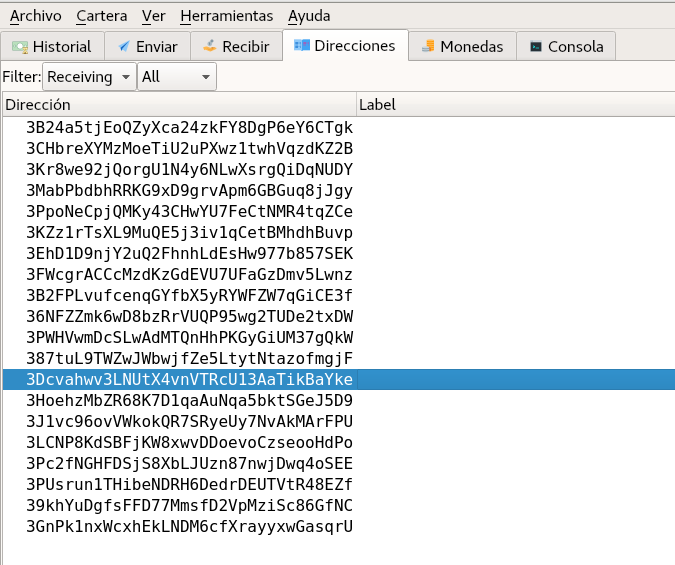 Archivo Cartera Ver Herramientas Ayuda
Historial Enviar Recibir Direcciones Monedas Consola
Filter: Receiving All
Dirección Label
3B24a5tjEoQZyXca24zkFY8DgP6eY6CTgk
3CHbreXYMzMoeTiU2uPXwz1twhVqzdKZ2B
3Kr8we92jQorgU1N4y6NLwXsrgQiDqNUDY
3MabPbdbhRRKG9xD9grvApm6GBGuq8jJgy
3PpoNeCpjQMKy43CHwYU7FeCtNMR4tqZCe
3KZz1rTsXL9MuQE5j3iv1qCetBMhdhBuvp
3EhD1D9njY2uQ2FhnhLdEsHw977b857SEK
3FWcgrACCcMzdKzGdEVU7UFaGzDmv5Lwnz
3B2FPLvufcenqGYfbX5yRYWFZW7qGiCE3f
36NFZZmk6wD8bzRrVUQP95wg2TUDe2txDW
3PWHVwmDcSLwAdMTQnHhPKGyGiUM37gQkW
387tuL9TWZwJWbwjfZe5LtytNtazofmgjF
3Dcvahwv3LNUtX4vnVTRcU13AaTikBaYke
3HoehzMbZR68K7D1qaAuNqa5bktSGeJ5D9
3J1vc96ovVWkokQR7SRyeUy7NvAkMArFPU
3LCNP8KdSBFjKW8xwvDDoevoCzseooHdPo
3Pc2fNGHFDSjS8XbLJUzn87nwjDwq4oSEE
3PUsrun1THibeNDRH6DedrDEUTVtR48EZf
39khYuDgfsFFD77MmsfD2VpMziSc86GfNC
3GnPk1nxWcxhEkLNDM6cfXrayyxwGasqrU